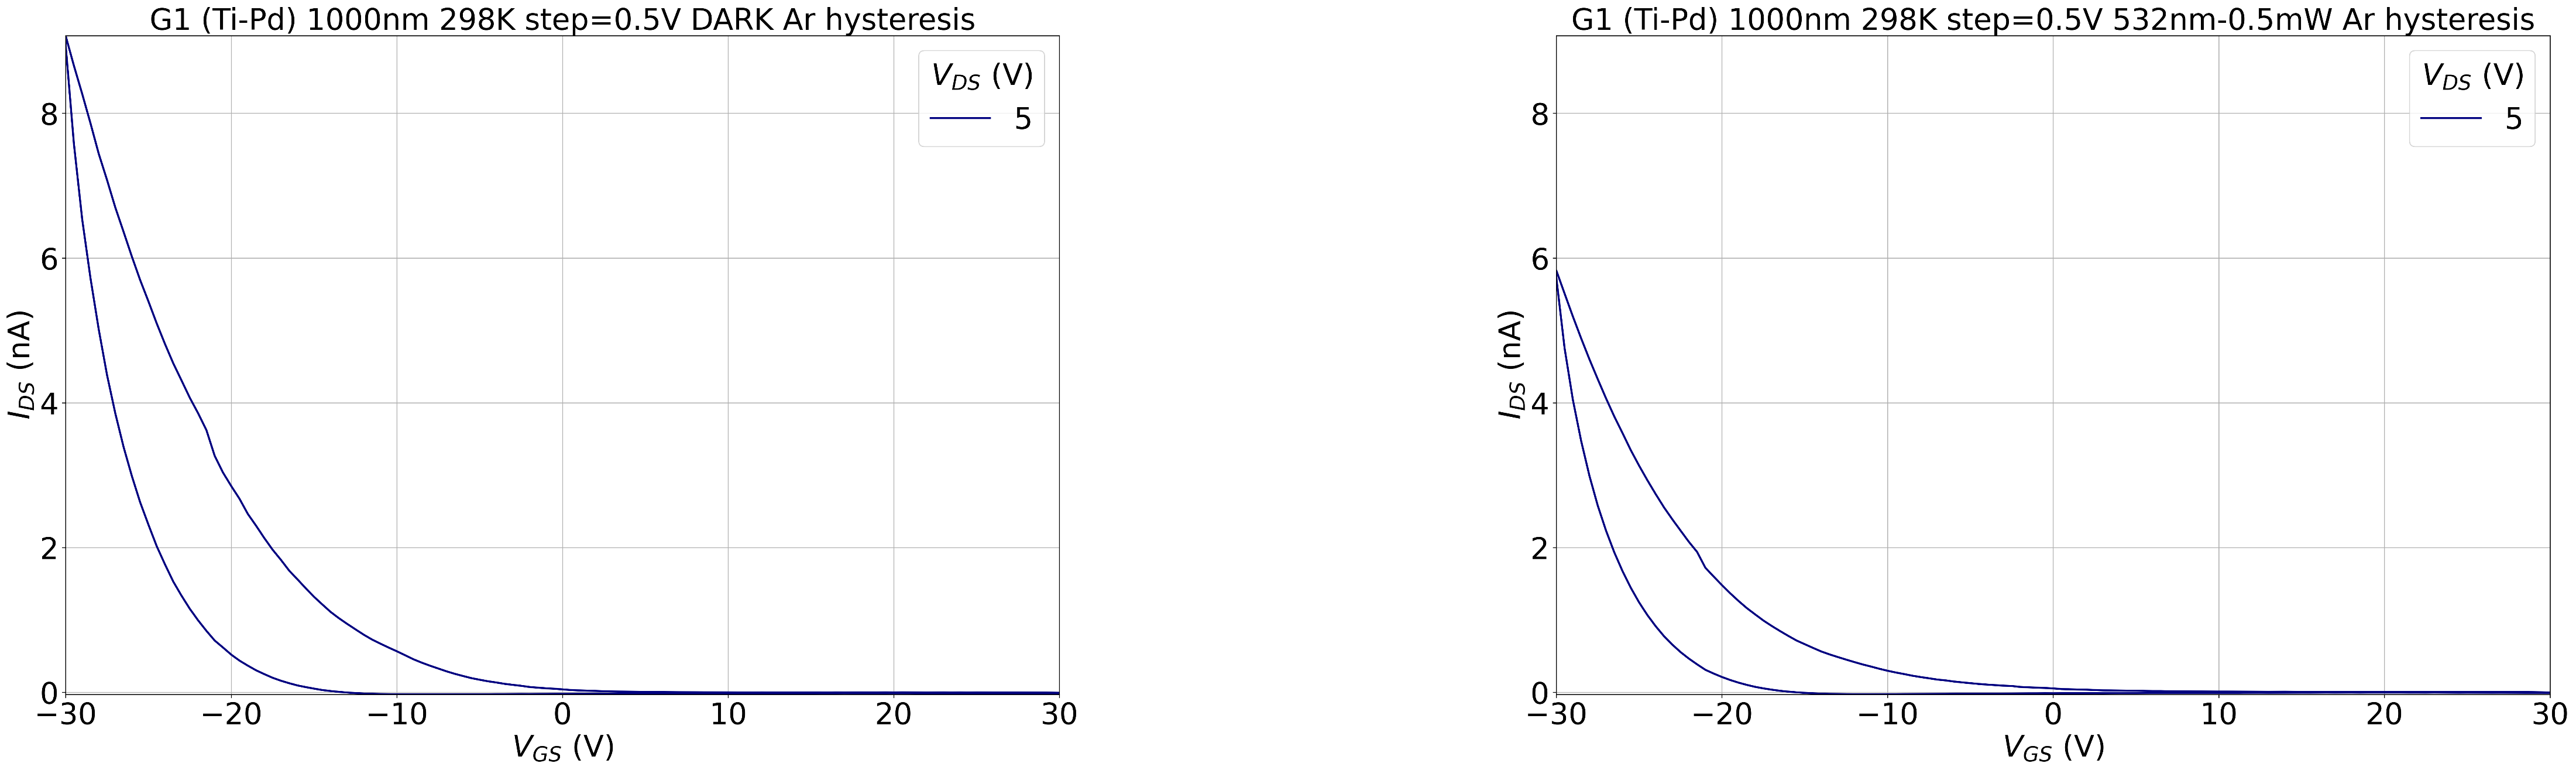 G1 (Ti-Pd) 1000nm 298K step=0.5V DARK Ar hysteresis
V_DS (V)
5
I_DS (nA)
8
6
4
2
0
−30 −20 −10 0 10 20 30
V_GS (V)
G1 (Ti-Pd) 1000nm 298K step=0.5V 532nm-0.5mW Ar hysteresis
V_DS (V)
5
I_DS (nA)
8
6
4
2
0
−30 −20 −10 0 10 20 30
V_GS (V)